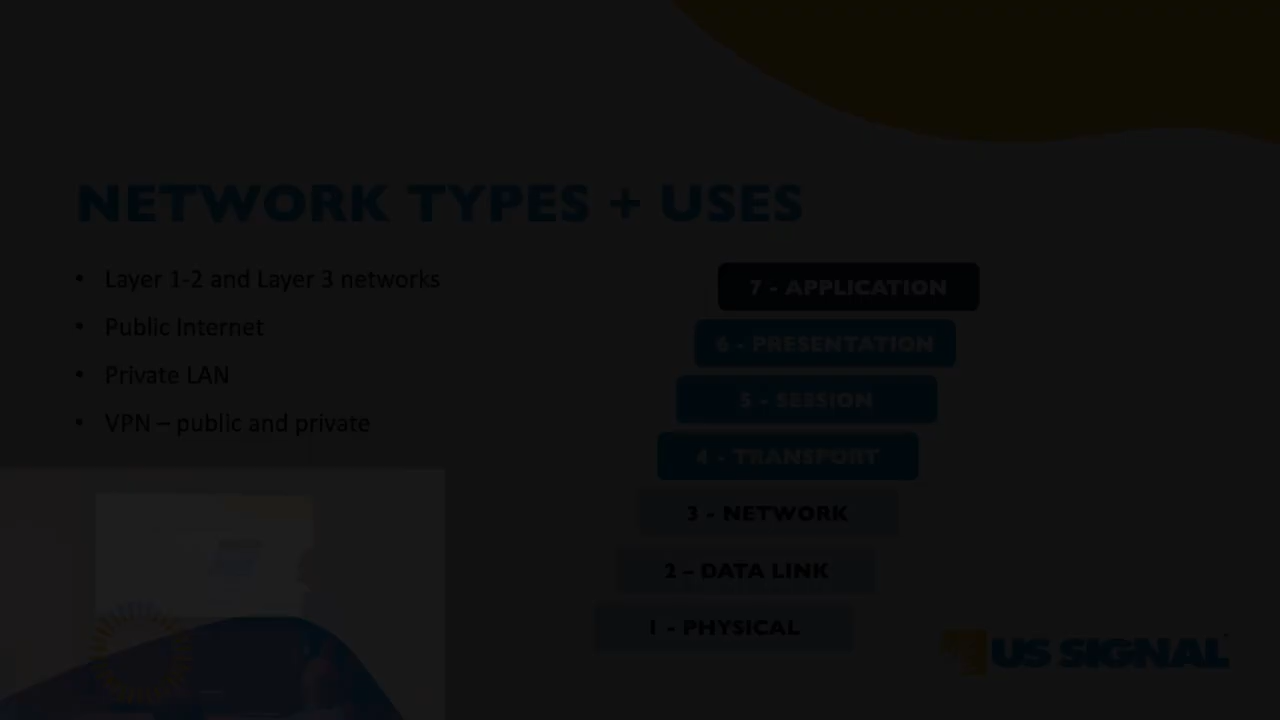 NETWORK TYPES + USES
• Layer 1-2 and Layer 3 networks
• Public Internet
• Private LAN
• VPN – public and private
7 - APPLICATION
6 - PRESENTATION
5 - SESSION
4 - TRANSPORT
3 - NETWORK
2 – DATA LINK
1 - PHYSICAL
US SIGNAL